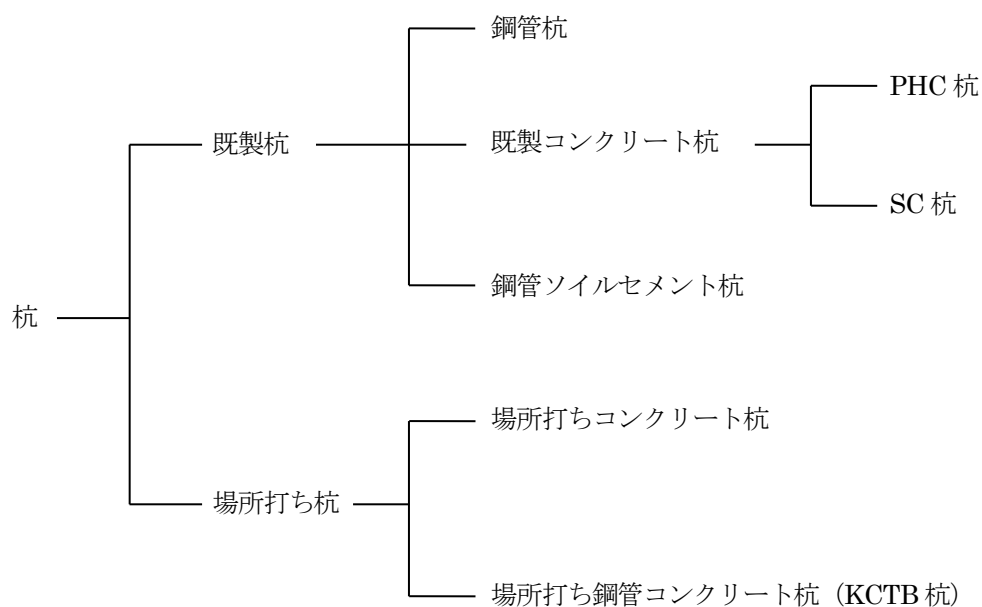 鋼管杭
PHC 杭
既製杭
既製コンクリート杭
SC 杭
鋼管ソイルセメント杭
杭
場所打ちコンクリート杭
場所打ち杭
場所打ち鋼管コンクリート杭（KCTB 杭）